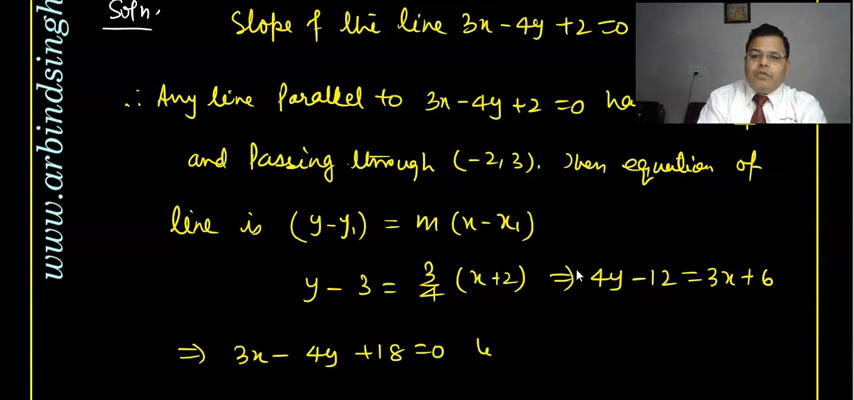 www.arbindsingh
Soln.
Slope of the line 3x - 4y + 2 = 0
∴ Any line parallel to 3x - 4y + 2 = 0 ha
and Passing through (-2, 3). Then equation of
line is (y - y₁) = m (x - x₁)
y - 3 = 3/4 (x + 2) ⇒ 4y - 12 = 3x + 6
⇒ 3x - 4y + 18 = 0